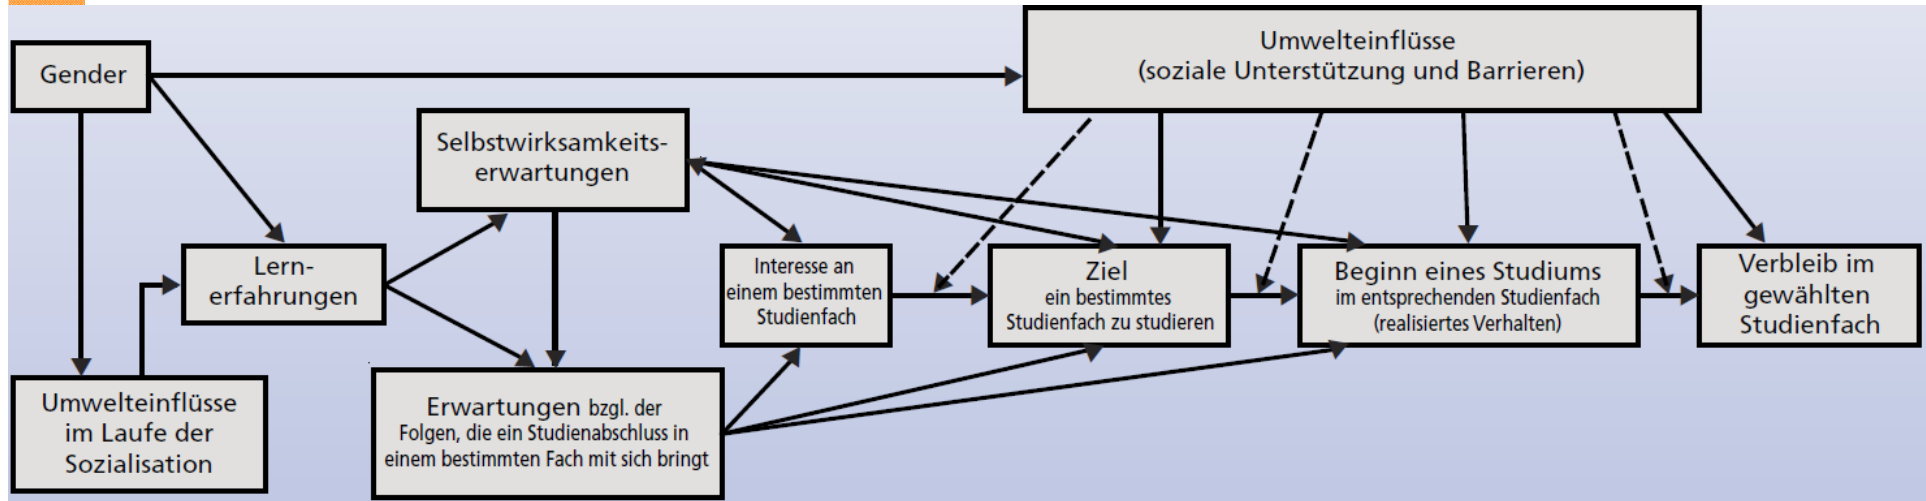 Gender
Umwelteinflüsse
(soziale Unterstützung und Barrieren)
Selbstwirksamkeits-
erwartungen
Lern-
erfahrungen
Interesse an
einem bestimmten
Studienfach
Ziel
ein bestimmtes
Studienfach zu studieren
Beginn eines Studiums
im entsprechenden Studienfach
(realisiertes Verhalten)
Verbleib im
gewählten
Studienfach
Umwelteinflüsse
im Laufe der
Sozialisation
Erwartungen bzgl. der
Folgen, die ein Studienabschluss in
einem bestimmten Fach mit sich bringt